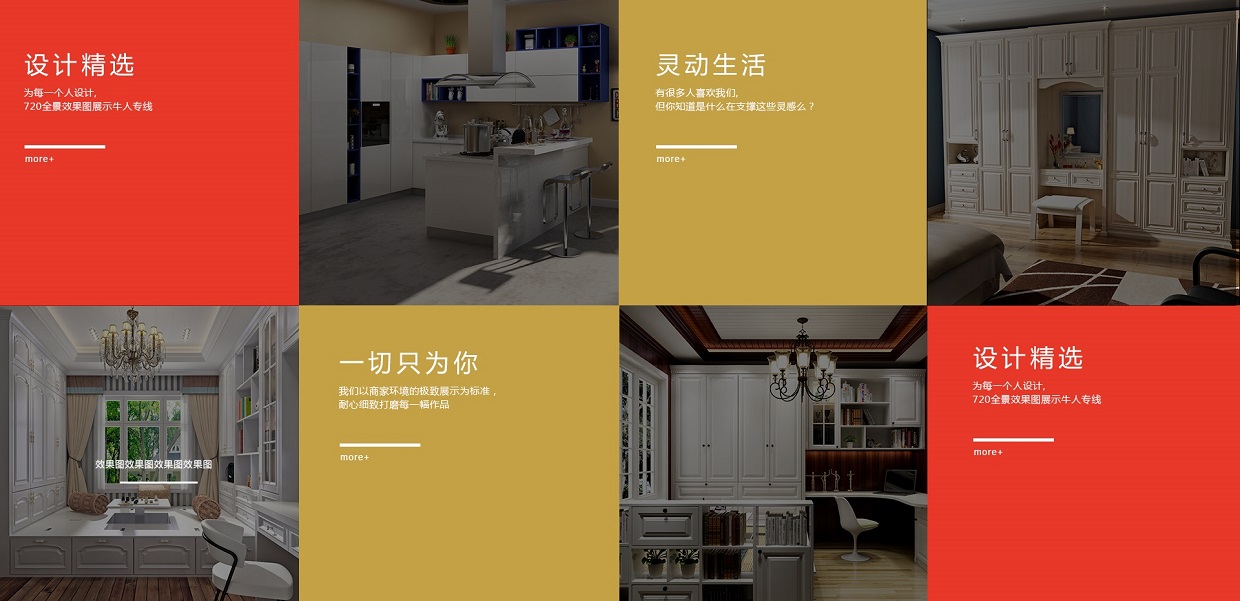 设计精选
为每一个人设计,
720全景效果图展示牛人专线
more+
灵动生活
有很多人喜欢我们,
但你知道是什么在支撑这些灵感么？
more+
效果图效果图效果图效果图
一切只为你
我们以商家环境的极致展示为标准，
耐心细致打磨每一幅作品
more+
设计精选
为每一个人设计,
720全景效果图展示牛人专线
more+